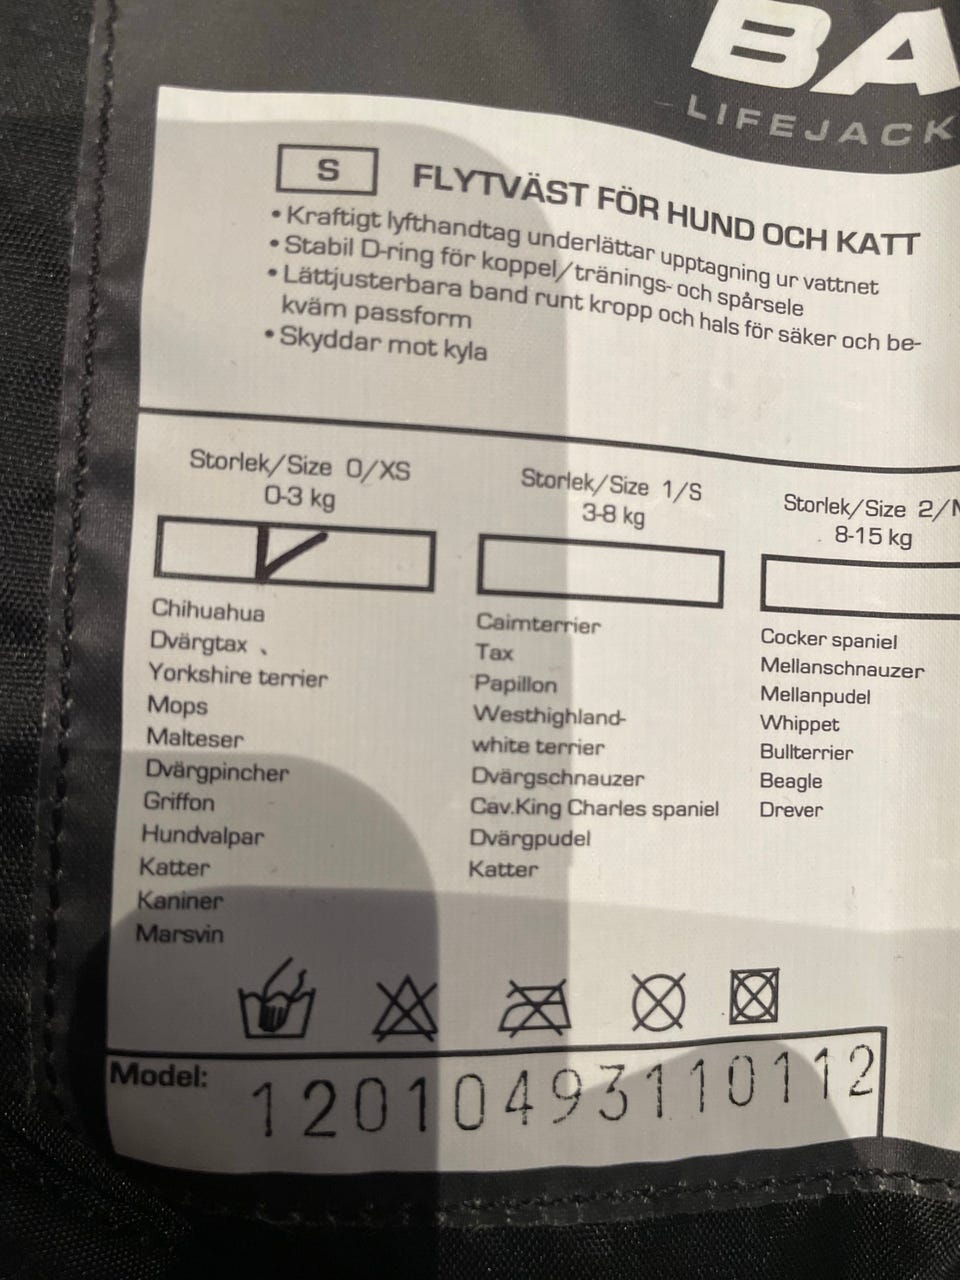 BA
LIFEJACK
S
FLYTVÄST FÖR HUND OCH KATT
• Kraftigt lyfthandtag underlättar upptagning ur vattnet
• Stabil D-ring för koppel/tränings- och spårsele
• Lättjusterbara band runt kropp och hals för säker och be-
kväm passform
• Skyddar mot kyla
Storlek/Size 0/XS
0-3 kg
Chihuahua
Dvärgtax
Yorkshire terrier
Mops
Malteser
Dvärgpincher
Griffon
Hundvalpar
Katter
Kaniner
Marsvin
Storlek/Size 1/S
3-8 kg
Cairnterrier
Tax
Papillon
Westhighland-
white terrier
Dvärgschnauzer
Cav.King Charles spaniel
Dvärgpudel
Katter
Storlek/Size 2/
8-15 kg
Cocker spaniel
Mellanschnauzer
Mellanpudel
Whippet
Bullterrier
Beagle
Drever
Model: 12010493110112